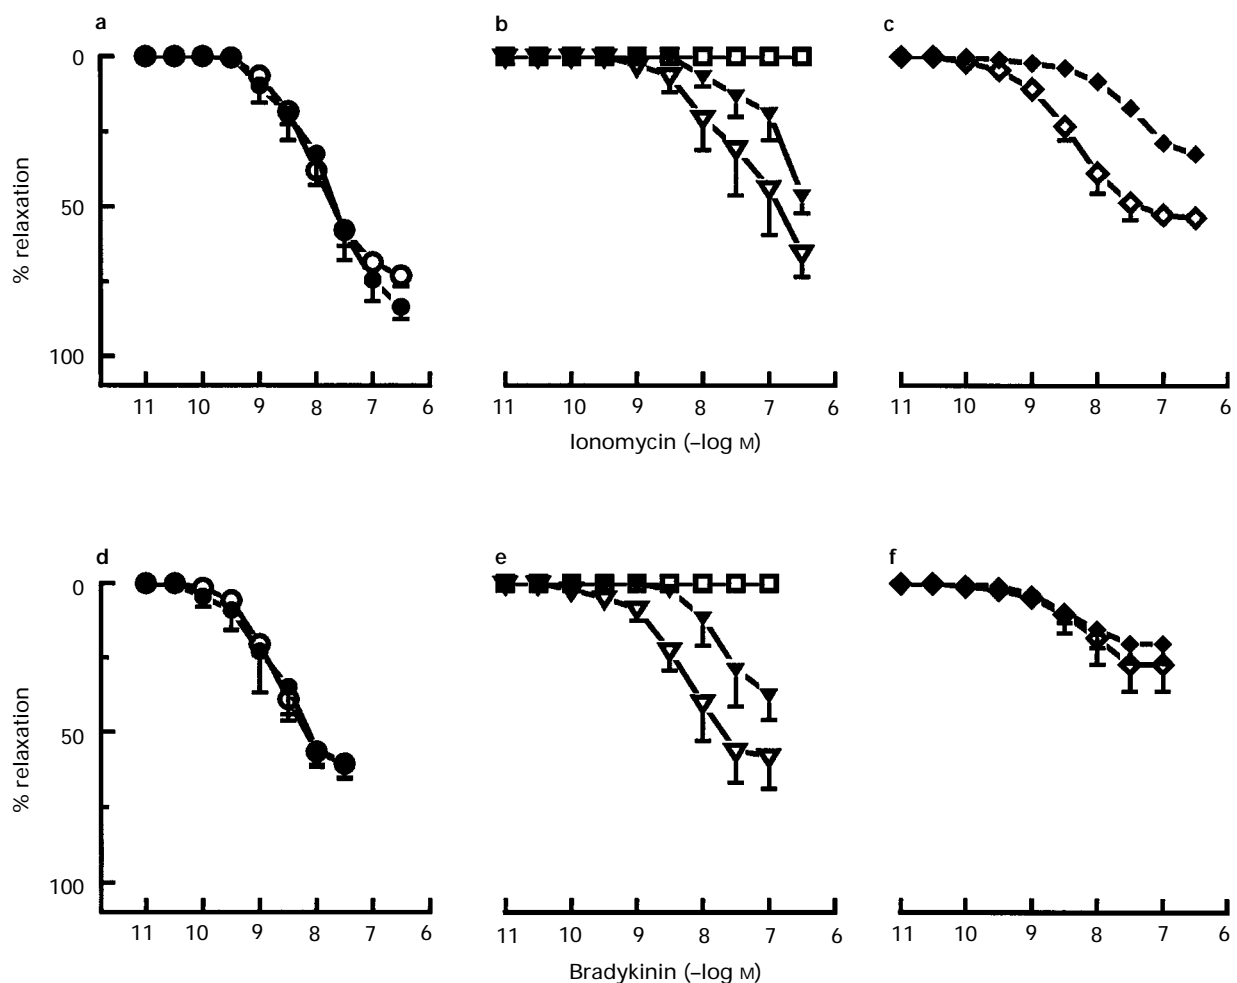 a b c
0
50
100
% relaxation
11 10 9 8 7 6 11 10 9 8 7 6 11 10 9 8 7 6
Ionomycin (–log M)
d e f
0
50
100
% relaxation
11 10 9 8 7 6 11 10 9 8 7 6 11 10 9 8 7 6
Bradykinin (–log M)